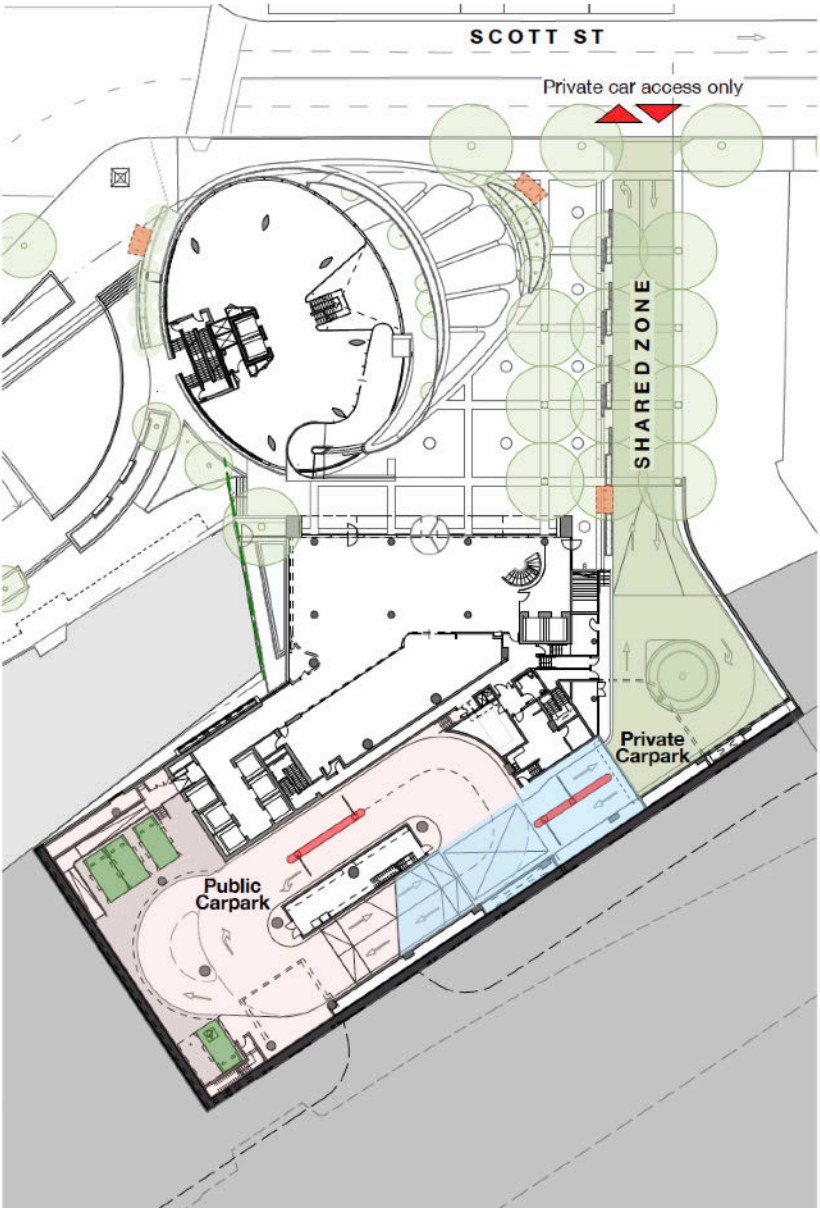 SCOTT ST
Private car access only
SHARED ZONE
Private
Carpark
Public
Carpark